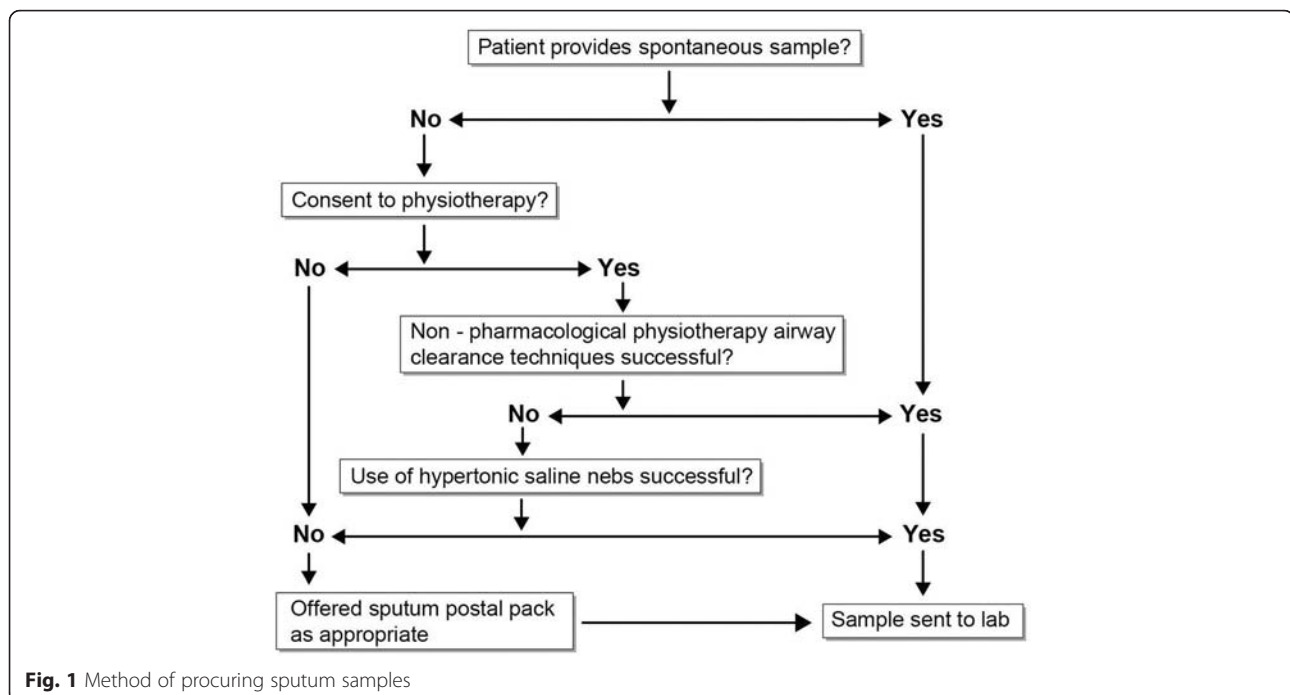 Patient provides spontaneous sample?
No
Yes
Consent to physiotherapy?
No
Yes
Non - pharmacological physiotherapy airway
clearance techniques successful?
No
Yes
Use of hypertonic saline nebs successful?
No
Yes
Offered sputum postal pack
as appropriate
Sample sent to lab
Fig. 1 Method of procuring sputum samples